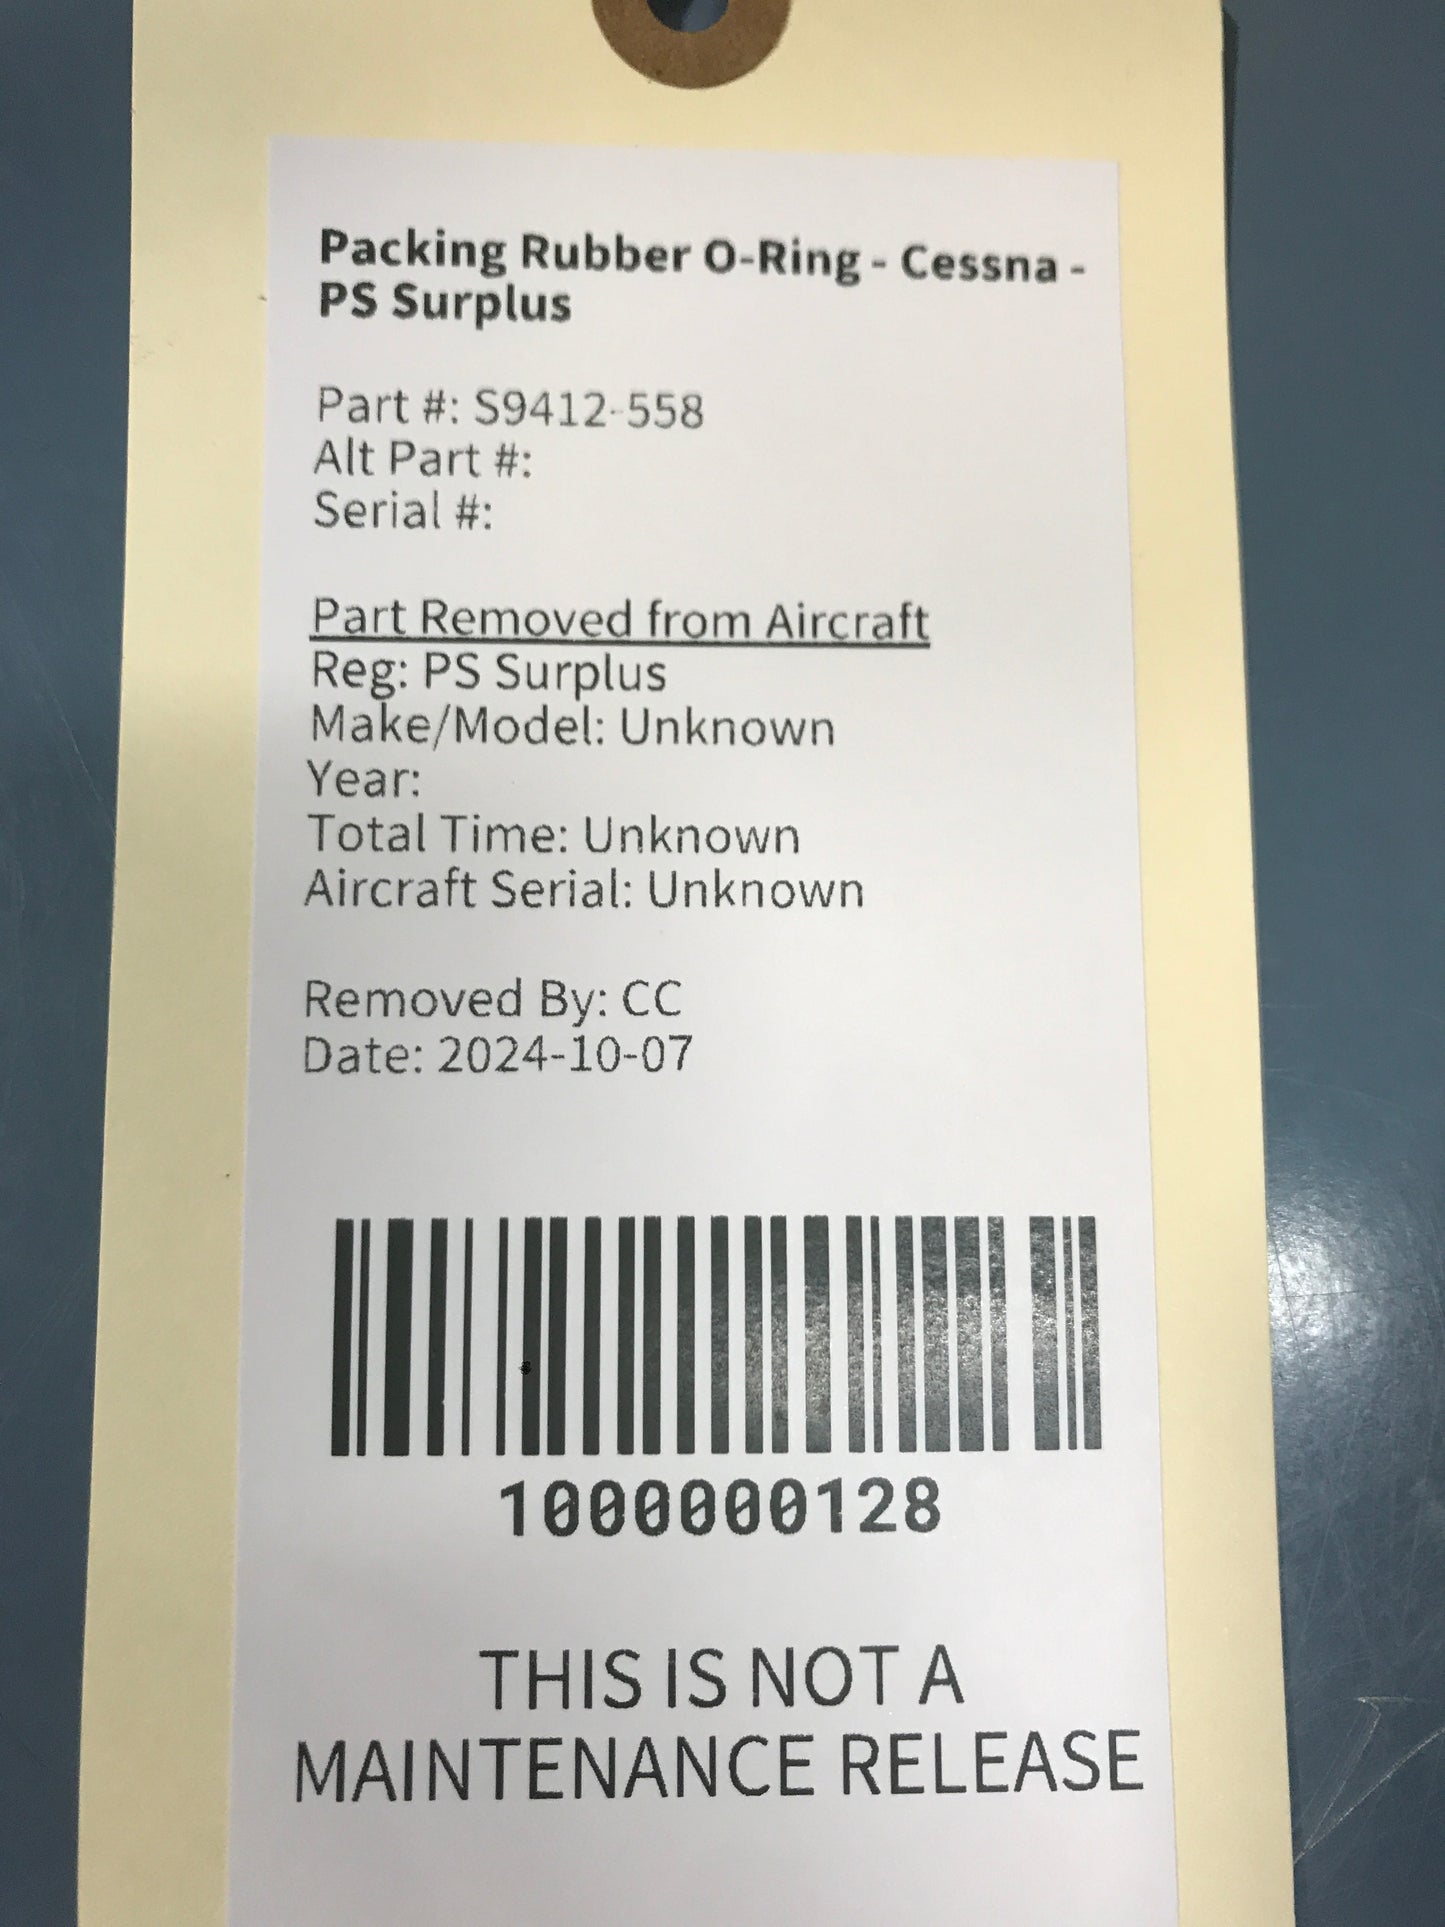 Packing Rubber O-Ring - Cessna -
PS Surplus
Part #: S9412-558
Alt Part #:
Serial #:
Part Removed from Aircraft
Reg: PS Surplus
Make/Model: Unknown
Year:
Total Time: Unknown
Aircraft Serial: Unknown
Removed By: CC
Date: 2024-10-07
1000000128
THIS IS NOT A
MAINTENANCE RELEASE